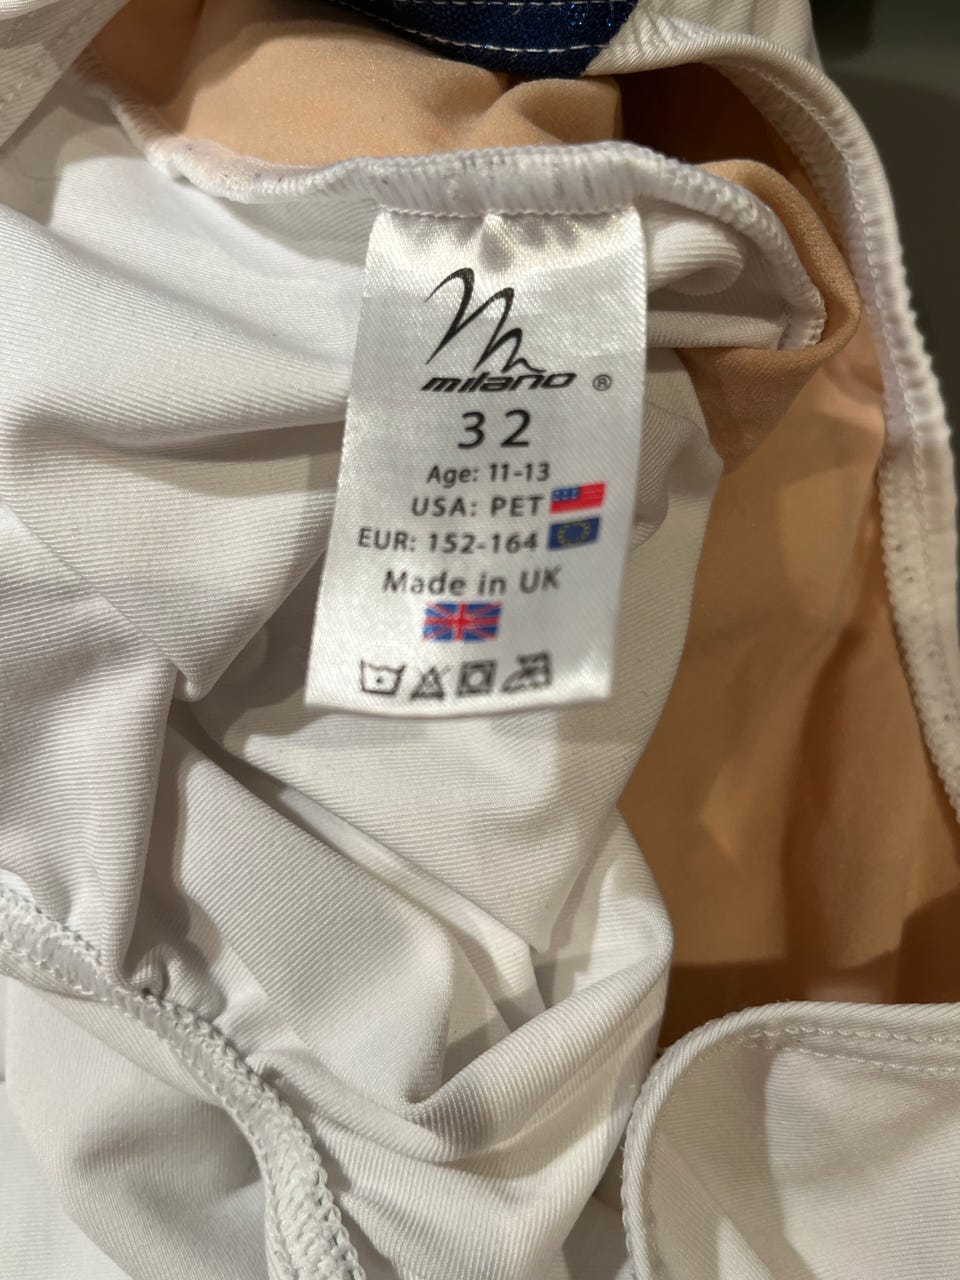 milano ®
32
Age: 11-13
USA: PET
EUR: 152-164
Made in UK